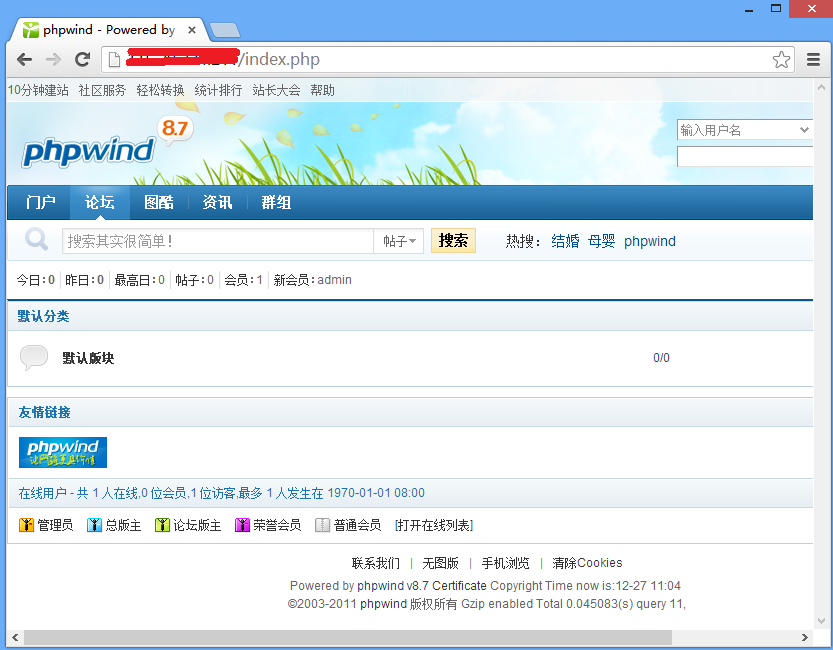 phpwind - Powered by
/index.php
10分钟建站 社区服务 轻松转换 统计排行 站长大会 帮助
phpwind 8.7
输入用户名
门户 论坛 图酷 资讯 群组
搜索其实很简单! 帖子 搜索 热搜: 结婚 母婴 phpwind
今日:0 昨日:0 最高日:0 帖子:0 会员:1 新会员:admin
默认分类
默认版块 0/0
友情链接
phpwind
在线用户 - 共 1 人在线,0 位会员,1 位访客,最多 1 人发生在 1970-01-01 08:00
管理员 总版主 论坛版主 荣誉会员 普通会员 [打开在线列表]
联系我们 | 无图版 | 手机浏览 | 清除Cookies
Powered by phpwind v8.7 Certificate Copyright Time now is:12-27 11:04
©2003-2011 phpwind 版权所有 Gzip enabled Total 0.045083(s) query 11,